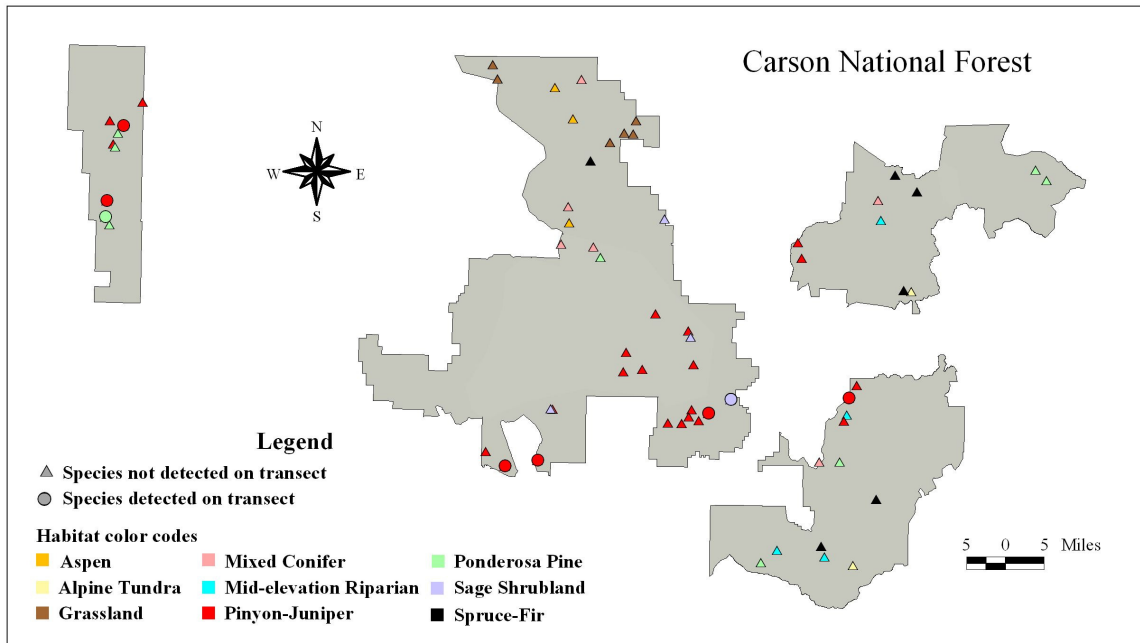 Carson National Forest
N
W E
S
Legend
Species not detected on transect
Species detected on transect
Habitat color codes
Aspen Mixed Conifer Ponderosa Pine
Alpine Tundra Mid-elevation Riparian Sage Shrubland
Grassland Pinyon-Juniper Spruce-Fir
5 0 5 Miles